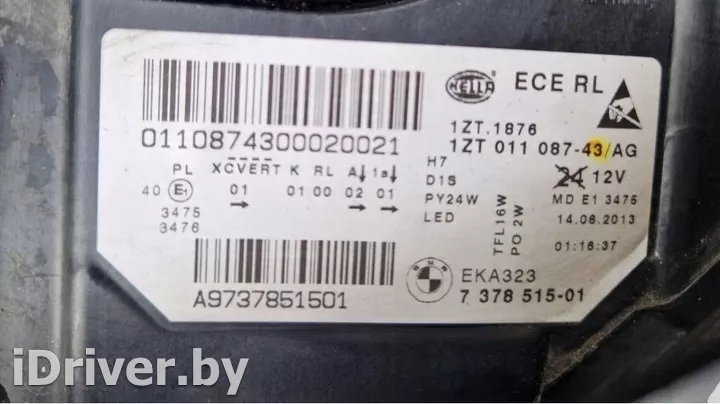 HELLA
ECE RL
0110874300020021
1ZT.1876
1ZT 011 087-43/AG
PL XCVERT K RL A↓ 1a↓
40 E1 01 01 00 02 01
→ → → →
3475
3476
H7
D1S
PY24W
LED
TFL16W
PO 2W
24 12V
MD E1 3475
14.06.2013
01:16:37
BMW
EKA323
7 378 515-01
A9737851501
iDriver.by